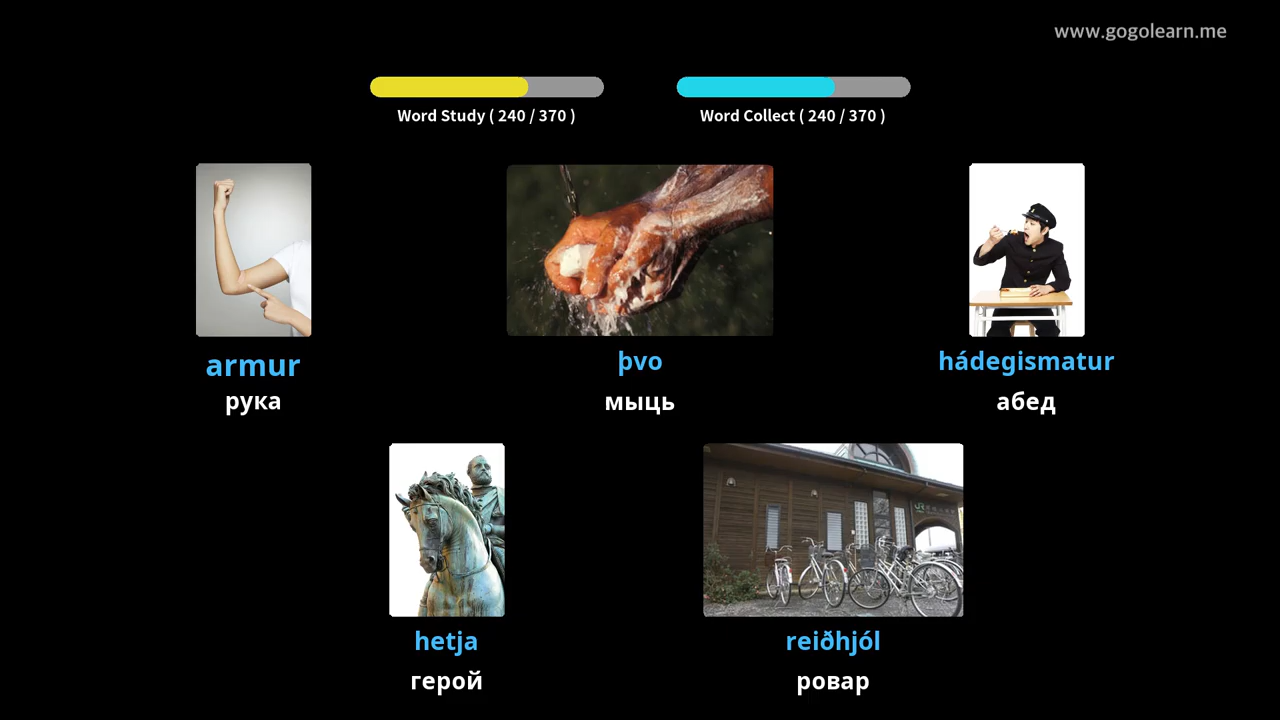 www.gogolearn.me
Word Study ( 240 / 370 )
Word Collect ( 240 / 370 )
armur
рука
þvo
мыць
hádegismatur
абед
hetja
герой
reiðhjól
ровар